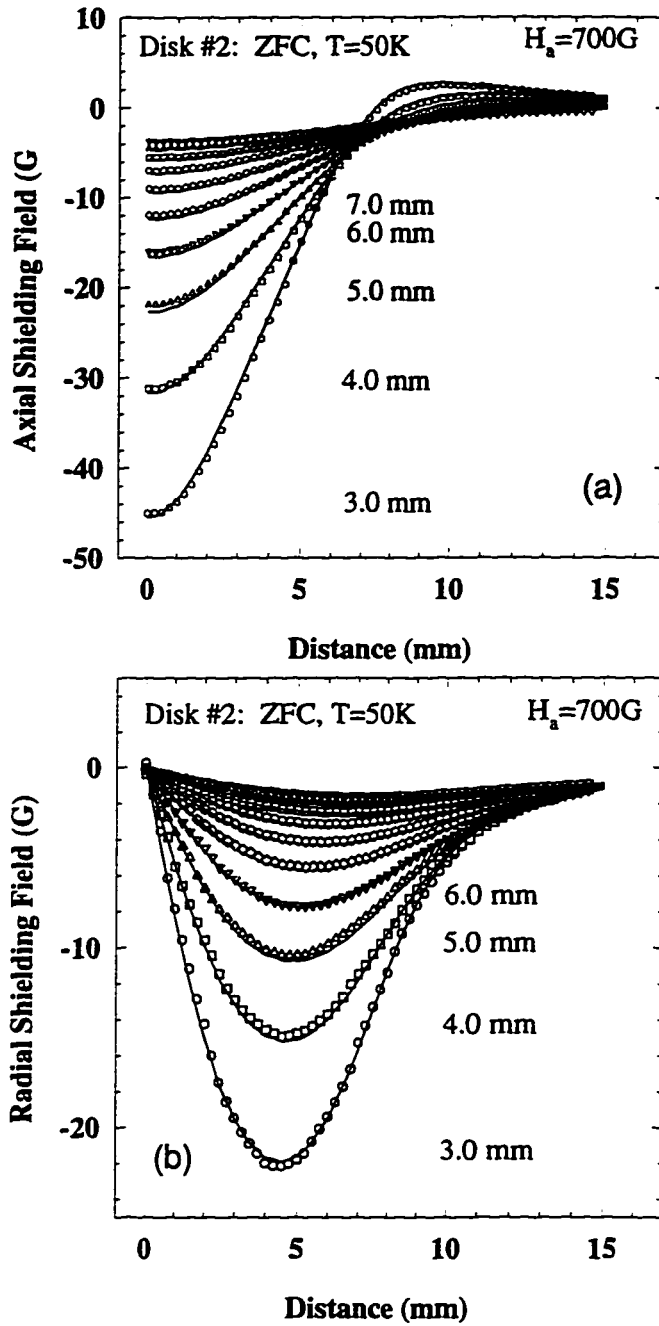 10
0
-10
-20
-30
-40
-50
Axial Shielding Field (G
Disk #2: ZFC, T=50K H_a=700G
7.0 mm
6.0 mm
5.0 mm
4.0 mm
3.0 mm
(a)
0 5 10 15
Distance (mm)
0
-10
-20
Radial Shielding Field (G)
Disk #2: ZFC, T=50K H_a=700G
6.0 mm
5.0 mm
4.0 mm
3.0 mm
(b)
0 5 10 15
Distance (mm)